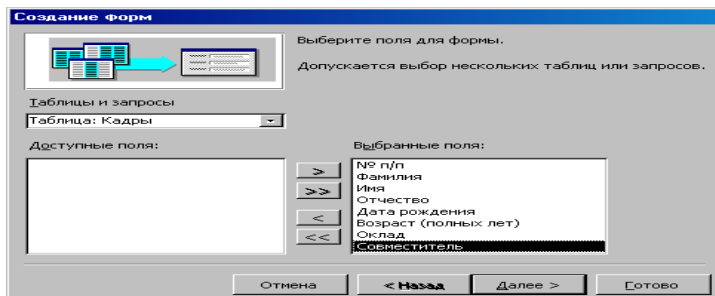 Создание форм
Выберите поля для формы.
Допускается выбор нескольких таблиц или запросов.
Таблицы и запросы
Таблица: Кадры
Доступные поля:
Выбранные поля:
>
>>
<
<<
№ п/п
Фамилия
Имя
Отчество
Дата рождения
Возраст (полных лет)
Оклад
Совместитель
Отмена
< Назад
Далее >
Готово